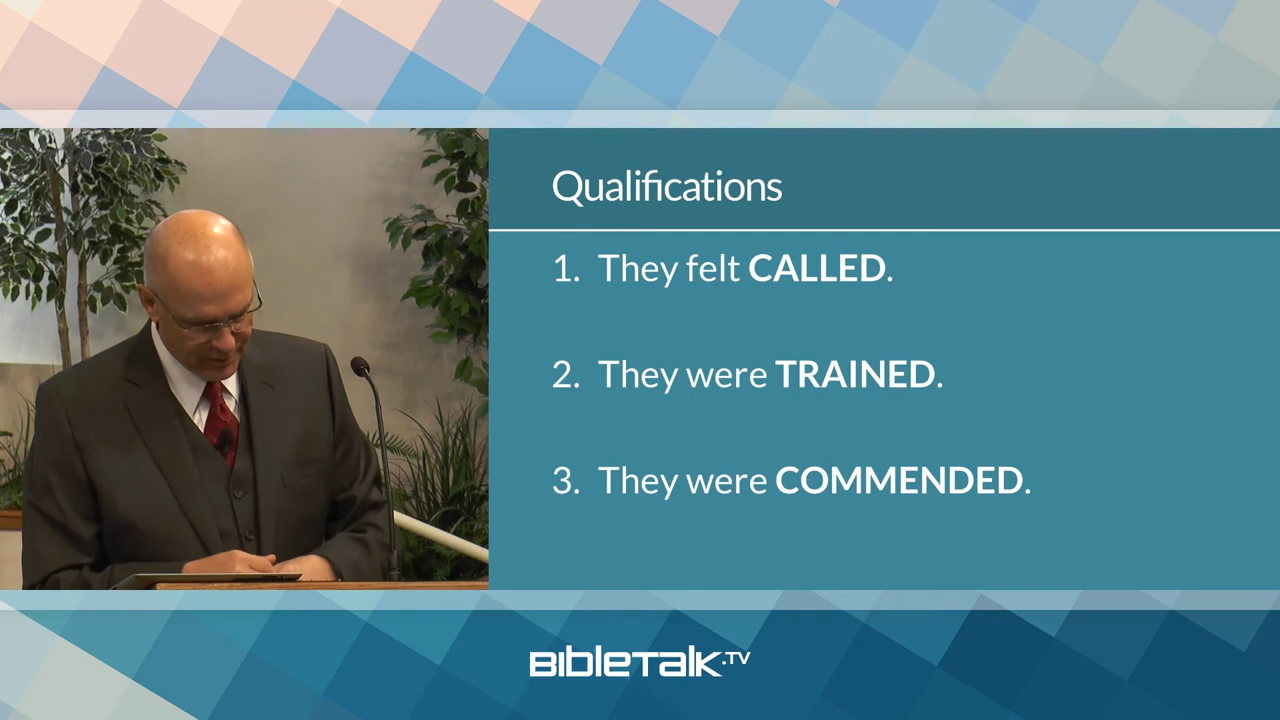 Qualifications
1. They felt CALLED.
2. They were TRAINED.
3. They were COMMENDED.
BIBLETALK.TV